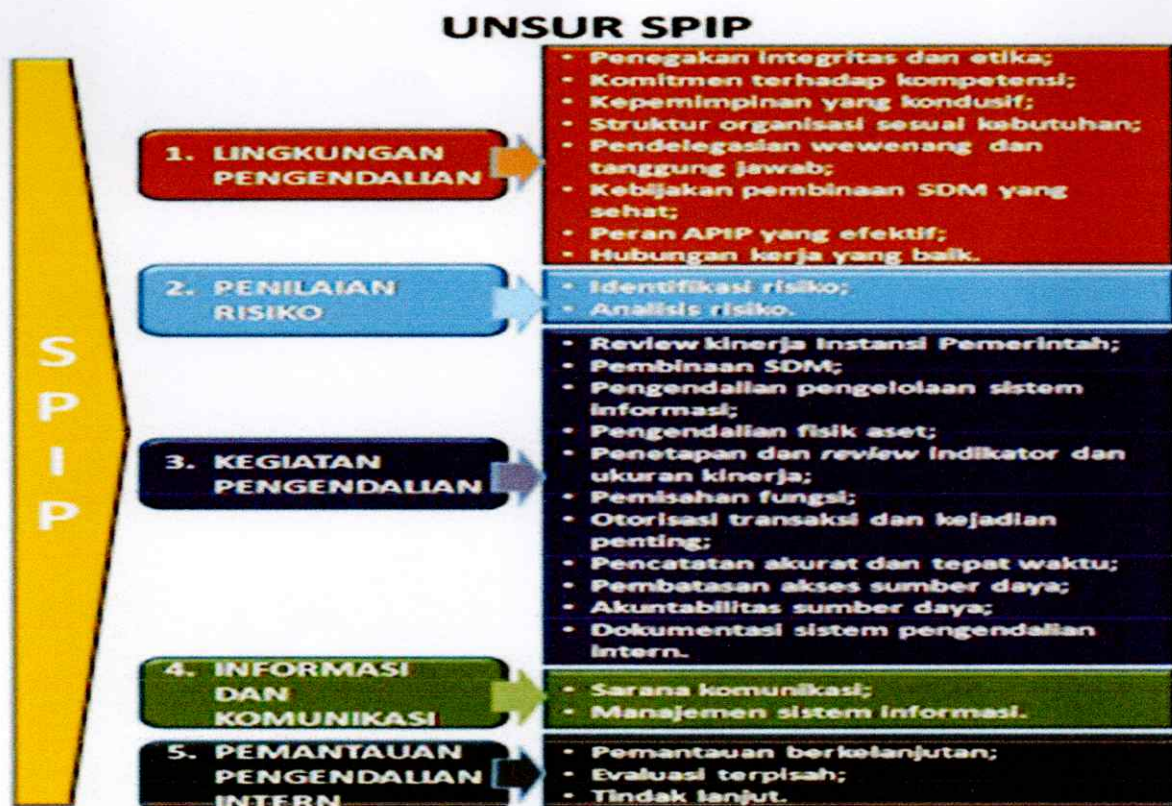 UNSUR SPIP
SPIP
1. LINGKUNGAN
PENGENDALIAN
• Penegakan integritas dan etika;
• Komitmen terhadap kompetensi;
• Kepemimpinan yang kondusif;
• Struktur organisasi sesuai kebutuhan;
• Pendelegasian wewenang dan
tanggung jawab;
• Kebijakan pembinaan SDM yang
sehat;
• Peran APIP yang efektif;
• Hubungan kerja yang baik.
2. PENILAIAN
RISIKO
• Identifikasi risiko;
• Analisis risiko.
3. KEGIATAN
PENGENDALIAN
• Review kinerja Instansi Pemerintah;
• Pembinaan SDM;
• Pengendalian pengelolaan sistem
informasi;
• Pengendalian fisik aset;
• Penetapan dan review indikator dan
ukuran kinerja;
• Pemisahan fungsi;
• Otorisasi transaksi dan kejadian
penting;
• Pencatatan akurat dan tepat waktu;
• Pembatasan akses sumber daya;
• Akuntabilitas sumber daya;
• Dokumentasi sistem pengendalian
Intern.
4. INFORMASI
DAN
KOMUNIKASI
• Sarana komunikasi;
• Manajemen sistem informasi.
5. PEMANTAUAN
PENGENDALIAN
INTERN
• Pemantauan berkelanjutan;
• Evaluasi terpisah;
• Tindak lanjut.